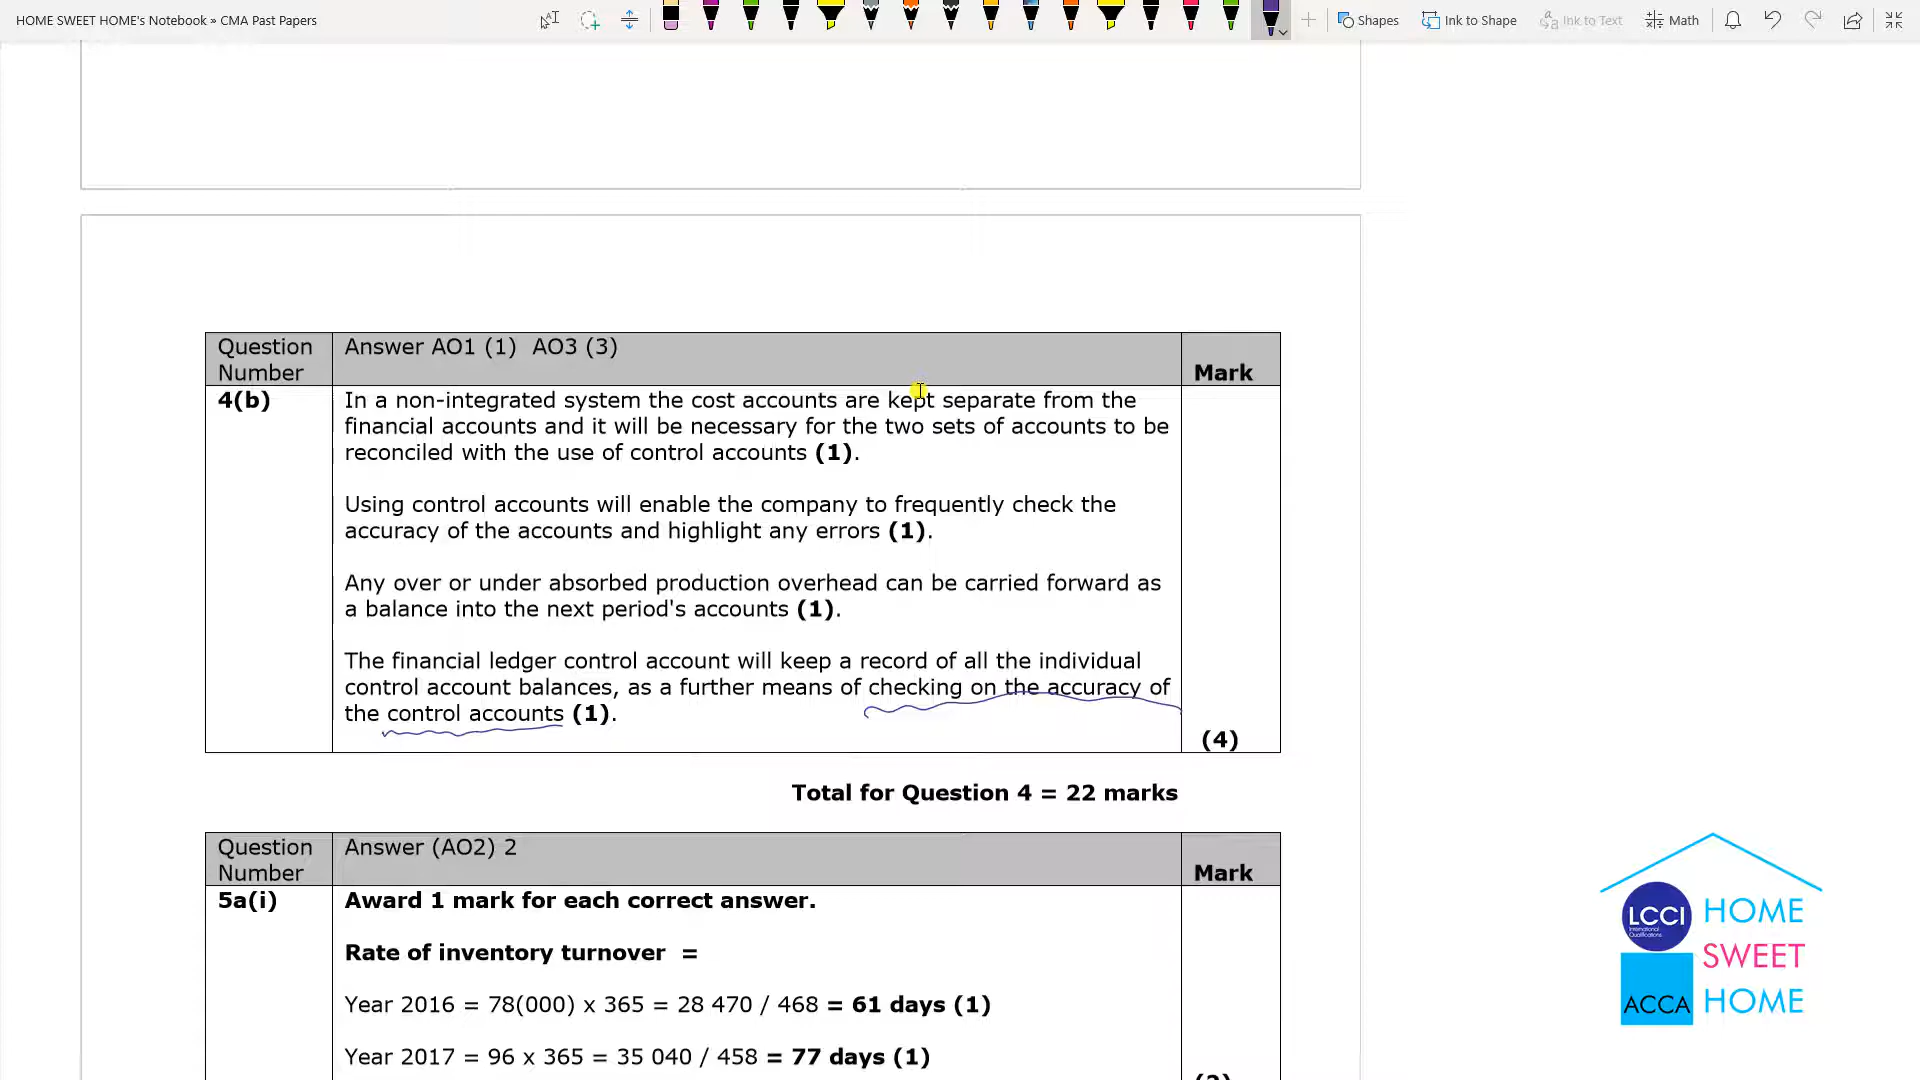 HOME SWEET HOME's Notebook » CMA Past Papers
Shapes
Ink to Shape
Ink to Text
Math
Question Number
Answer AO1 (1) AO3 (3)
Mark
4(b)
In a non-integrated system the cost accounts are kept separate from the
financial accounts and it will be necessary for the two sets of accounts to be
reconciled with the use of control accounts (1).
Using control accounts will enable the company to frequently check the
accuracy of the accounts and highlight any errors (1).
Any over or under absorbed production overhead can be carried forward as
a balance into the next period's accounts (1).
The financial ledger control account will keep a record of all the individual
control account balances, as a further means of checking on the accuracy of
the control accounts (1).
(4)
Total for Question 4 = 22 marks
Question Number
Answer (AO2) 2
Mark
5a(i)
Award 1 mark for each correct answer.
Rate of inventory turnover =
Year 2016 = 78(000) x 365 = 28 470 / 468 = 61 days (1)
Year 2017 = 96 x 365 = 35 040 / 458 = 77 days (1)
LCCI
International
Qualifications
ACCA
HOME
SWEET
HOME